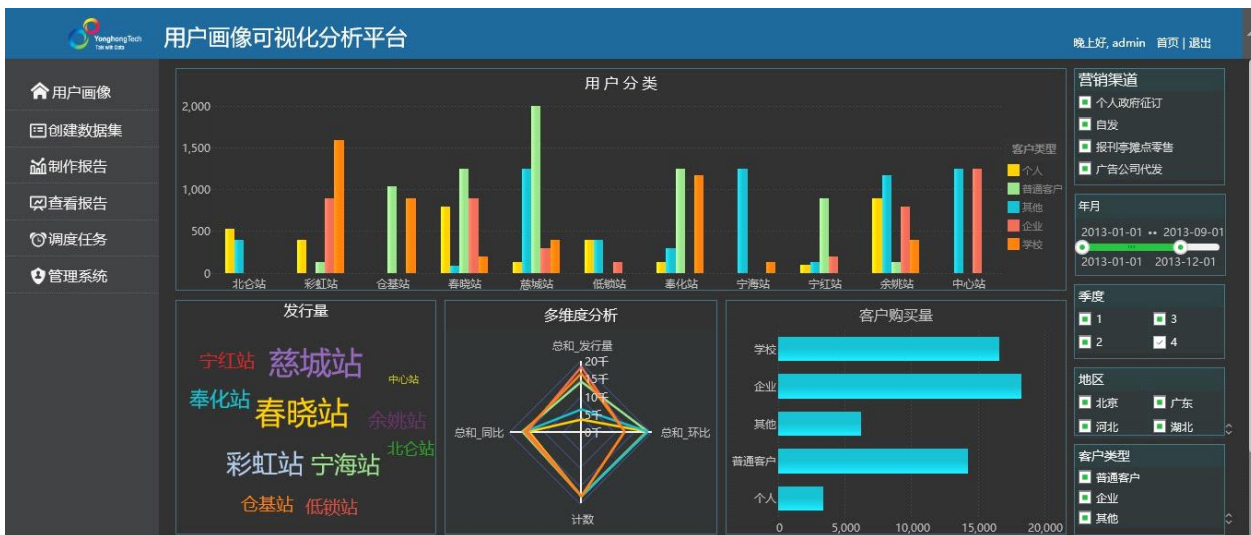 YonghongTech
Talk with Data
用户画像可视化分析平台
晚上好, admin 首页 | 退出
用户画像
创建数据集
制作报告
查看报告
调度任务
管理系统
用户分类
2,000
1,500
1,000
500
0
北仑站 彩虹站 仓基站 春晓站 慈城站 低锁站 奉化站 宁海站 宁红站 余姚站 中心站
客户类型
个人
普通客户
其他
企业
学校
发行量
宁红站 慈城站
中心站
奉化站
春晓站
余姚站
北仑站
彩虹站 宁海站
仓基站 低锁站
多维度分析
总和_发行量
20千
15千
10千
5千
0千
总和_同比
总和_环比
计数
客户购买量
学校
企业
其他
普通客户
个人
0 5,000 10,000 15,000 20,000
营销渠道
个人政府征订
自发
报刊亭摊点零售
广告公司代发
年月
2013-01-01 •• 2013-09-01
2013-01-01 2013-12-01
季度
1 3
2 4
地区
北京 广东
河北 湖北
客户类型
普通客户
企业
其他